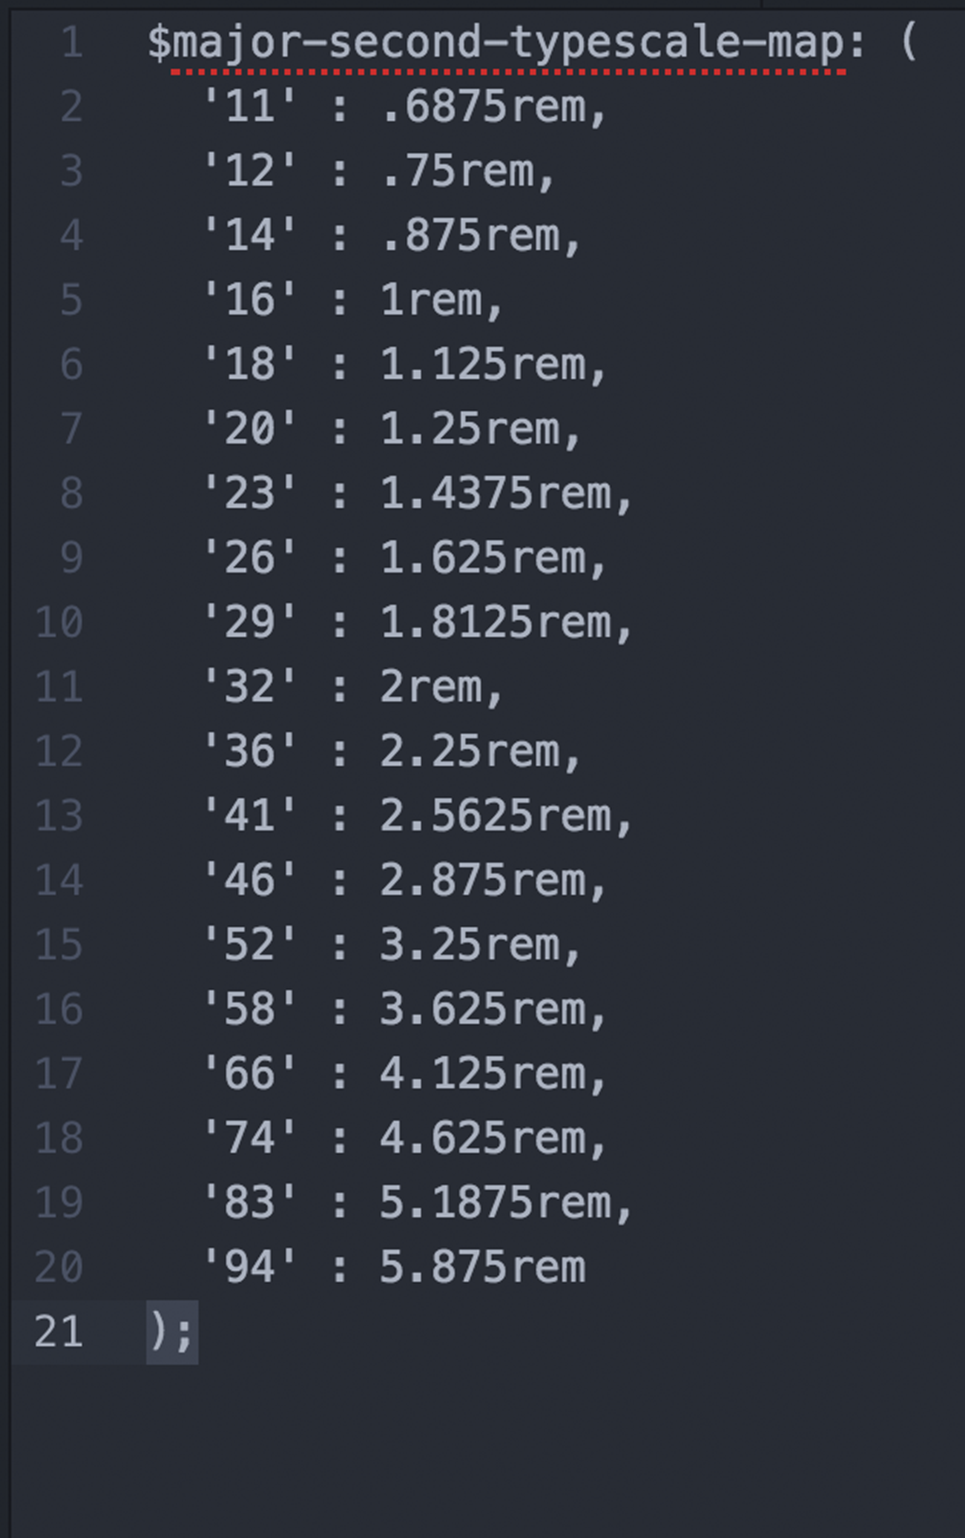 1 $major-second-typescale-map: (
2 '11' : .6875rem,
3 '12' : .75rem,
4 '14' : .875rem,
5 '16' : 1rem,
6 '18' : 1.125rem,
7 '20' : 1.25rem,
8 '23' : 1.4375rem,
9 '26' : 1.625rem,
10 '29' : 1.8125rem,
11 '32' : 2rem,
12 '36' : 2.25rem,
13 '41' : 2.5625rem,
14 '46' : 2.875rem,
15 '52' : 3.25rem,
16 '58' : 3.625rem,
17 '66' : 4.125rem,
18 '74' : 4.625rem,
19 '83' : 5.1875rem,
20 '94' : 5.875rem
21 );